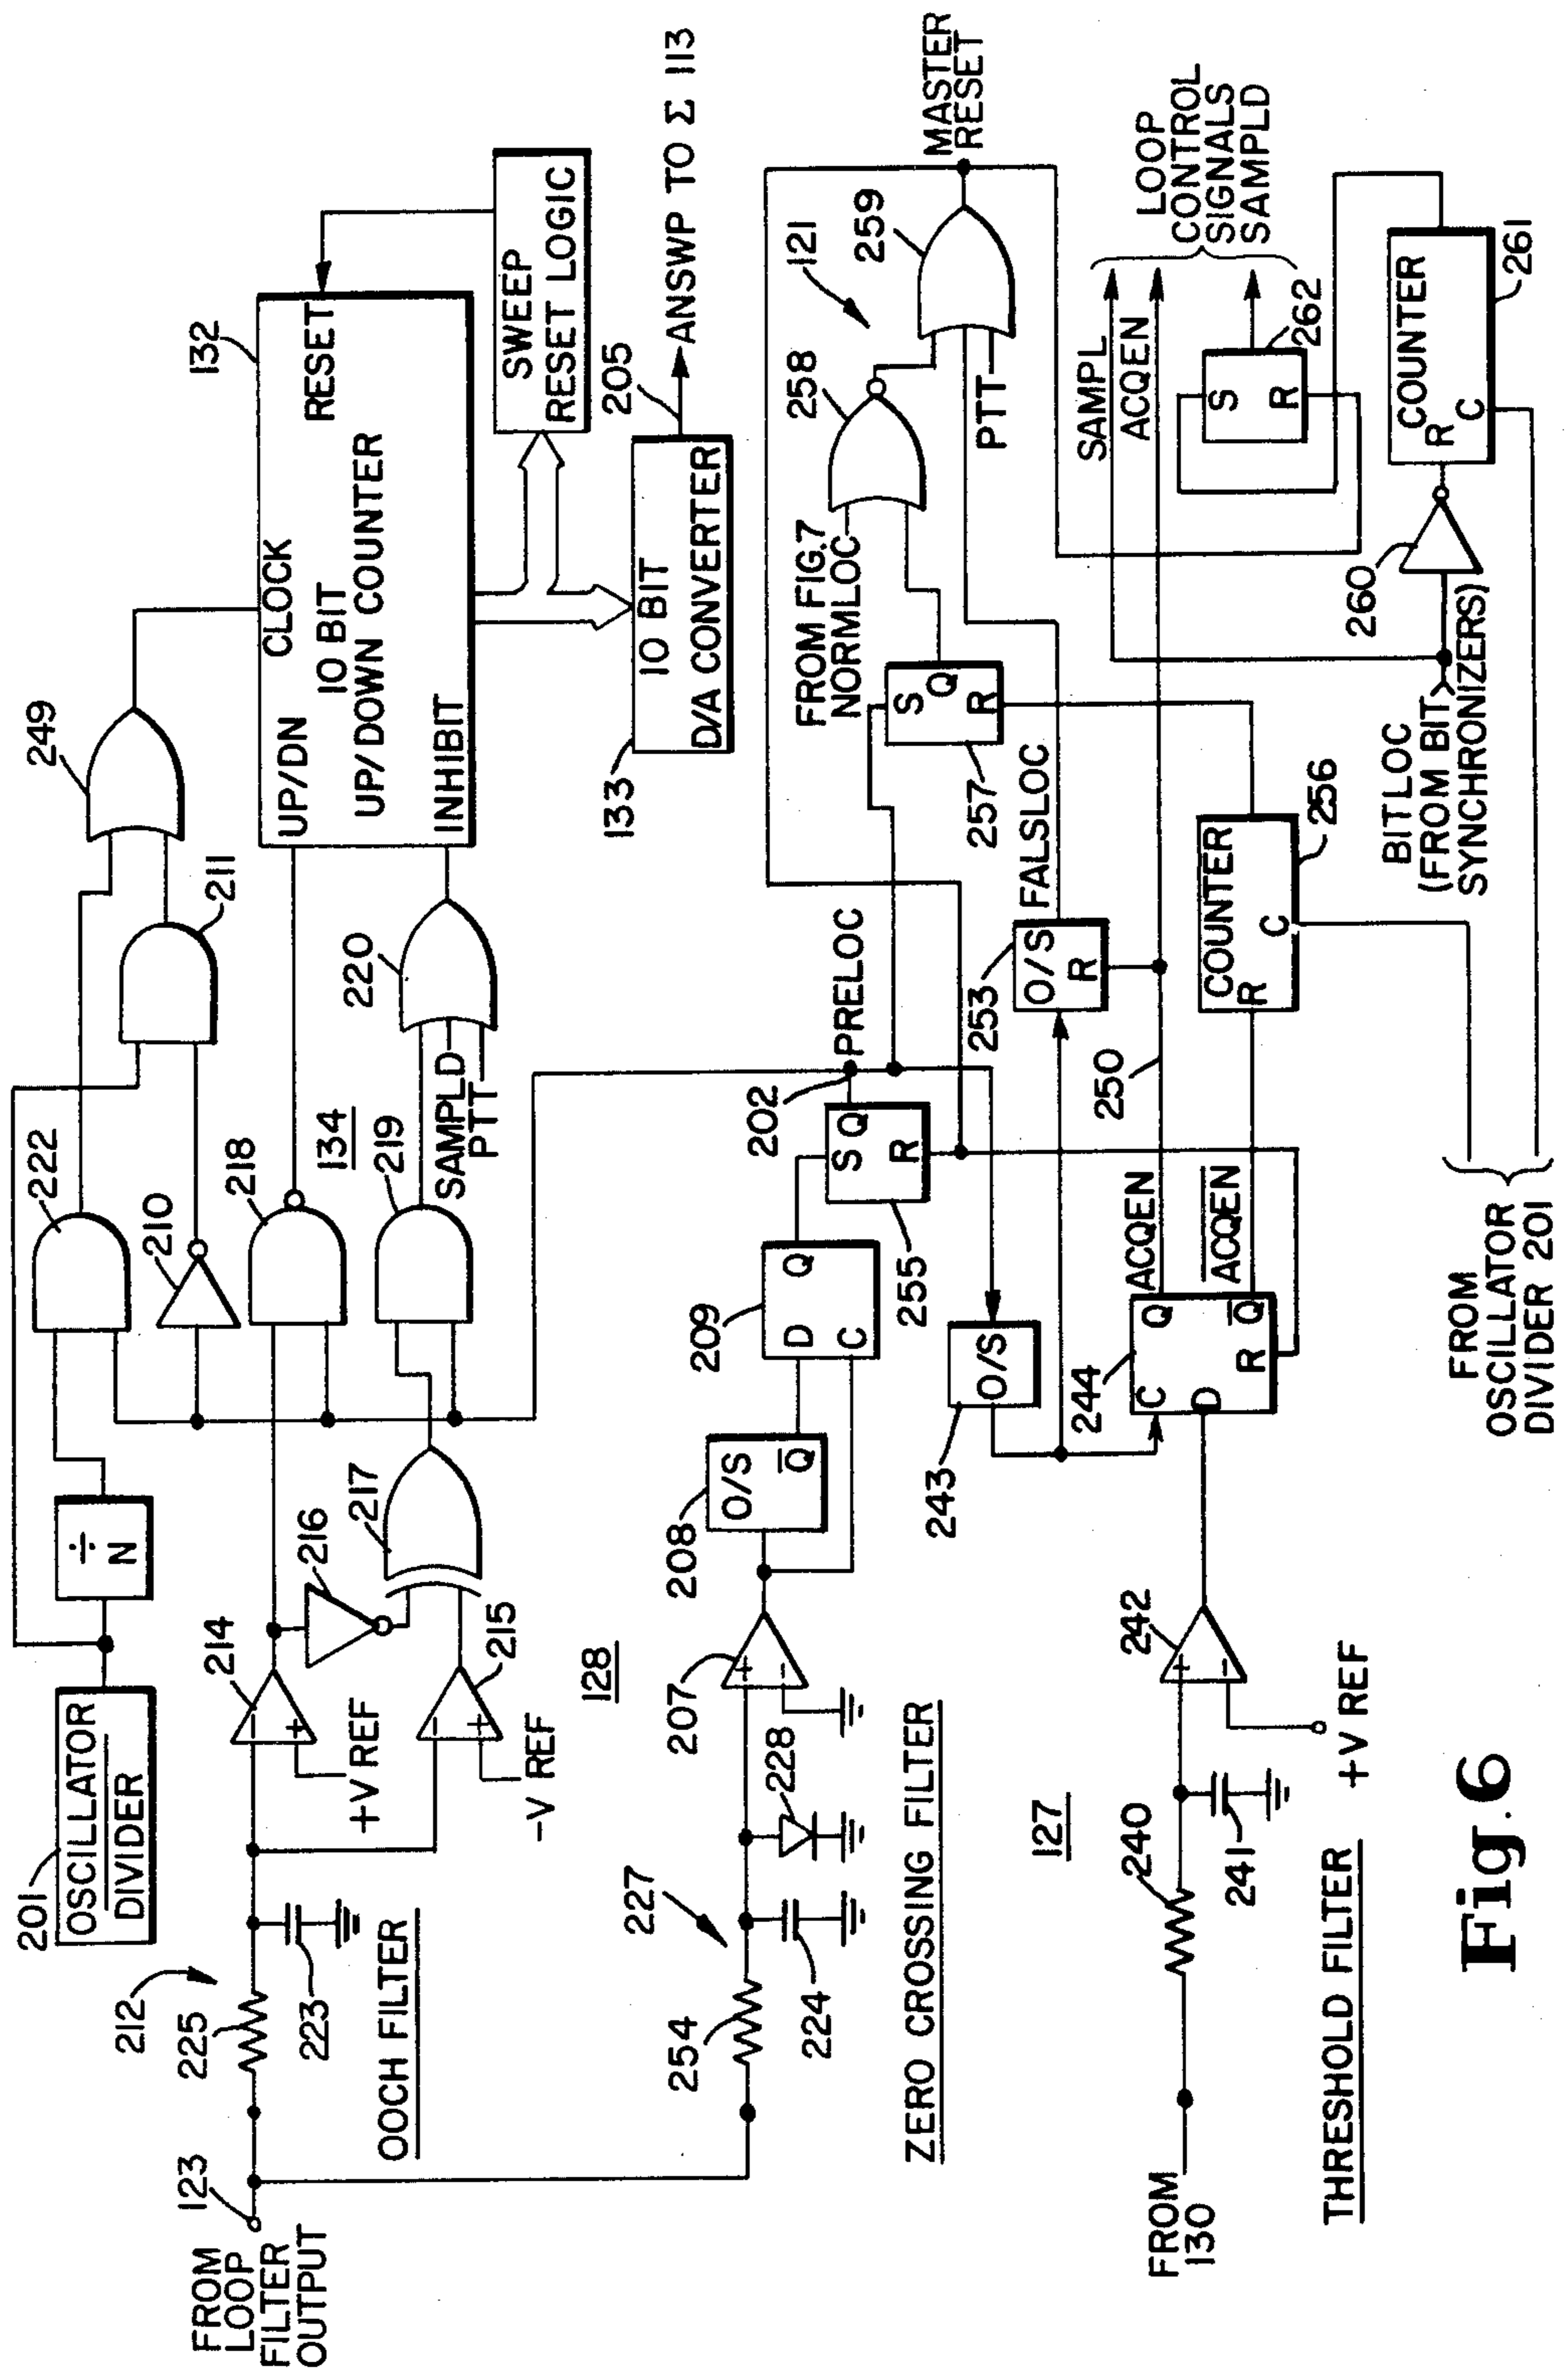 201
OSCILLATOR
DIVIDER
÷
N
222
210
211
249
CLOCK
132
RESET
UP/DN
10 BIT
UP/DOWN COUNTER
INHIBIT
SWEEP
RESET LOGIC
205
ANSWP TO Σ 113
133
10 BIT
D/A CONVERTER
218
134
219
220
SAMPLD
PTT
FROM
LOOP
FILTER
OUTPUT
123
212
225
223
OOCH FILTER
214
-
+
+V REF
216
217
-
+
215
-V REF
128
227
254
224
228
207
+
-
ZERO CROSSING FILTER
208
O/S
Q
209
D
Q
C
S
Q
R
255
202
PRELOC
243
O/S
253
O/S
R
FALSLOC
FROM FIG.7
NORMLOC
S
Q
R
257
258
121
259
PTT
MASTER
RESET
FROM
130
240
241
127
THRESHOLD FILTER
242
+
-
+V REF
244
C
D
Q
Q
R
ACQEN
ACQEN
250
COUNTER
R
C
256
SAMPL
ACQEN
LOOP
CONTROL
SIGNALS
SAMPLD
S
R
262
260
COUNTER
R
C
261
BITLOC
(FROM BIT
SYNCHRONIZERS)
FROM
OSCILLATOR
DIVIDER 201
Fig. 6